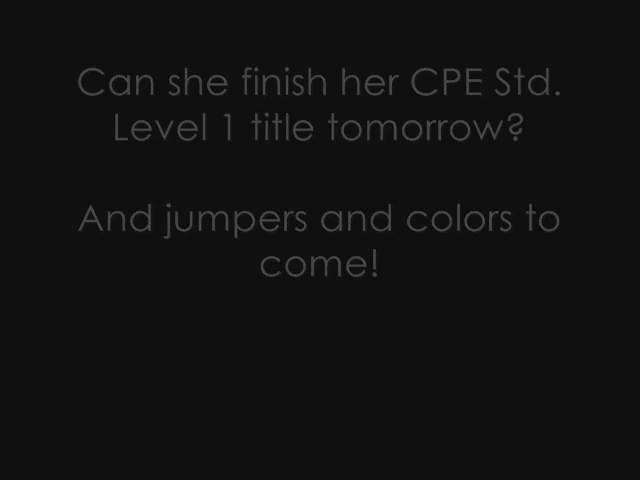 Can she finish her CPE Std.
Level 1 title tomorrow?
And jumpers and colors to
come!